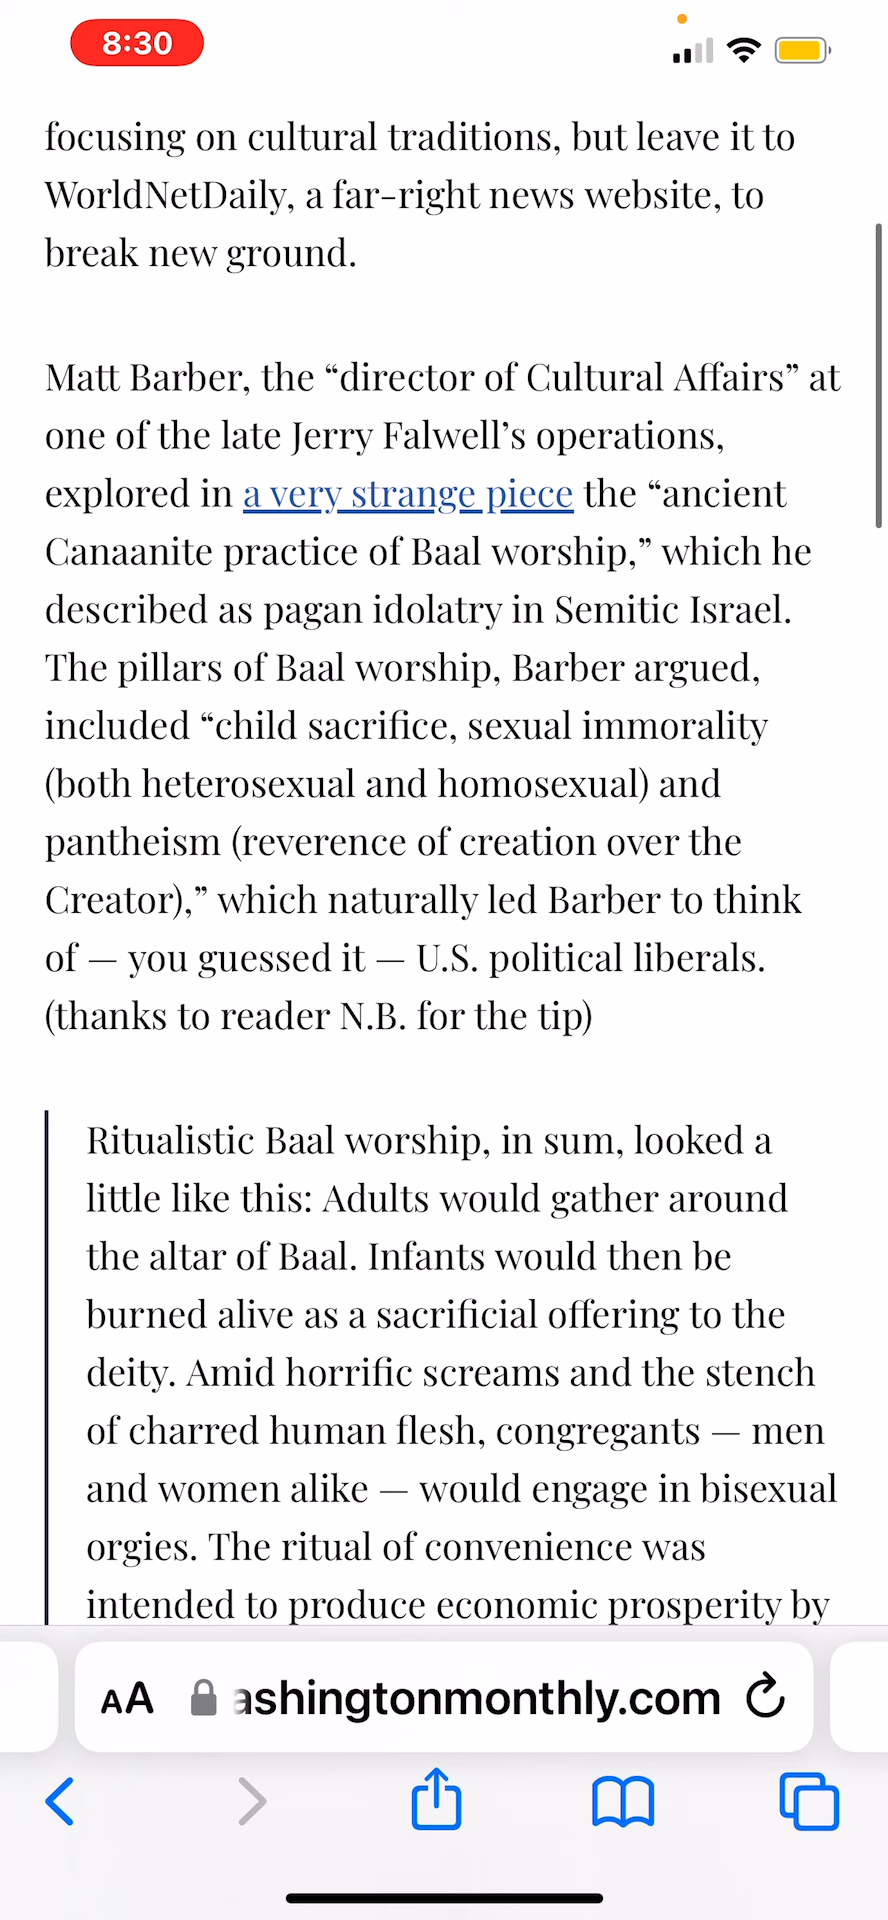 8:30
focusing on cultural traditions, but leave it to
WorldNetDaily, a far-right news website, to
break new ground.
Matt Barber, the “director of Cultural Affairs” at
one of the late Jerry Falwell’s operations,
explored in a very strange piece the “ancient
Canaanite practice of Baal worship,” which he
described as pagan idolatry in Semitic Israel.
The pillars of Baal worship, Barber argued,
included “child sacrifice, sexual immorality
(both heterosexual and homosexual) and
pantheism (reverence of creation over the
Creator),” which naturally led Barber to think
of — you guessed it — U.S. political liberals.
(thanks to reader N.B. for the tip)
Ritualistic Baal worship, in sum, looked a
little like this: Adults would gather around
the altar of Baal. Infants would then be
burned alive as a sacrificial offering to the
deity. Amid horrific screams and the stench
of charred human flesh, congregants — men
and women alike — would engage in bisexual
orgies. The ritual of convenience was
intended to produce economic prosperity by
AA ashingtonmonthly.com